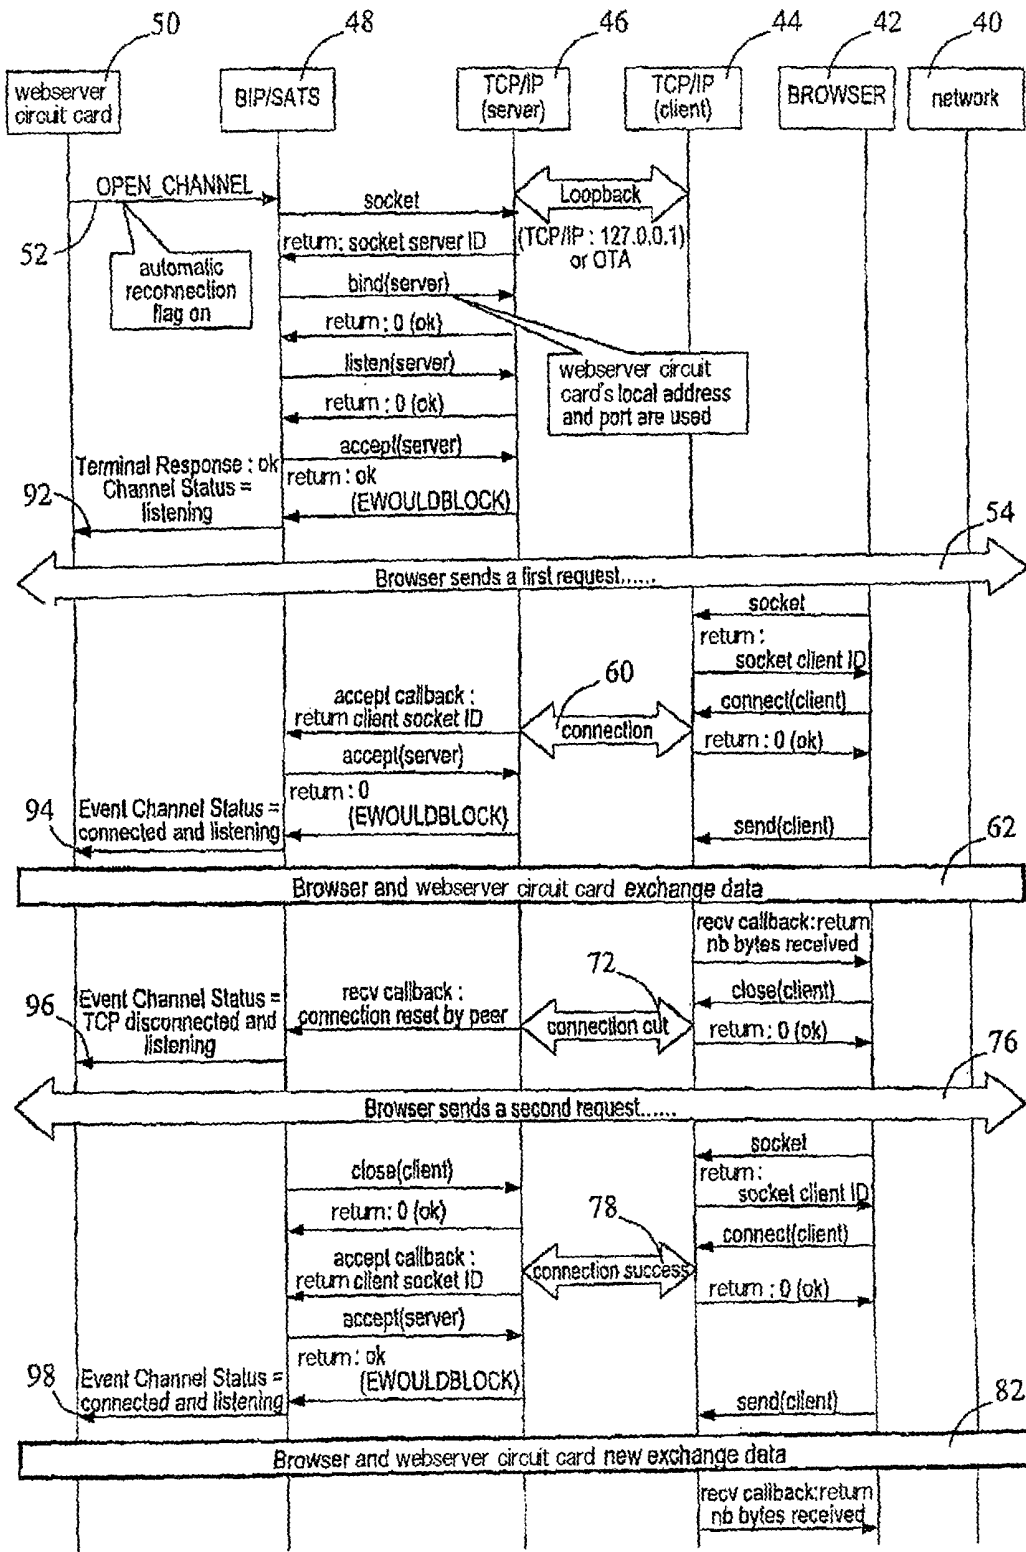 50
48
46
44
42
40
webserver
circuit card
BIP/SATS
TCP/IP
(server)
TCP/IP
(client)
BROWSER
network
OPEN_CHANNEL
52
automatic
reconnection
flag on
socket
Loopback
(TCP/IP : 127.0.0.1)
or OTA
return: socket server ID
bind(server)
return : 0 (ok)
webserver circuit
card's local address
and port are used
listen(server)
return : 0 (ok)
accept(server)
Terminal Response : ok
Channel Status =
listening
92
return : ok
(EWOULDBLOCK)
54
Browser sends a first request......
socket
return :
socket client ID
60
accept callback :
return client socket ID
connection
connect(client)
return : 0 (ok)
accept(server)
return : 0
(EWOULDBLOCK)
94
Event Channel Status =
connected and listening
send(client)
62
Browser and webserver circuit card exchange data
recv callback:return
nb bytes received
72
96
Event Channel Status =
TCP disconnected and
listening
recv callback :
connection reset by peer
connection cut
close(client)
return : 0 (ok)
76
Browser sends a second request......
socket
return :
socket client ID
close(client)
return: 0 (ok)
78
accept callback :
return client socket ID
connection success
connect(client)
return : 0 (ok)
accept(server)
return : ok
(EWOULDBLOCK)
98
Event Channel Status =
connected and listening
send(client)
82
Browser and webserver circuit card new exchange data
recv callback:return
nb bytes received